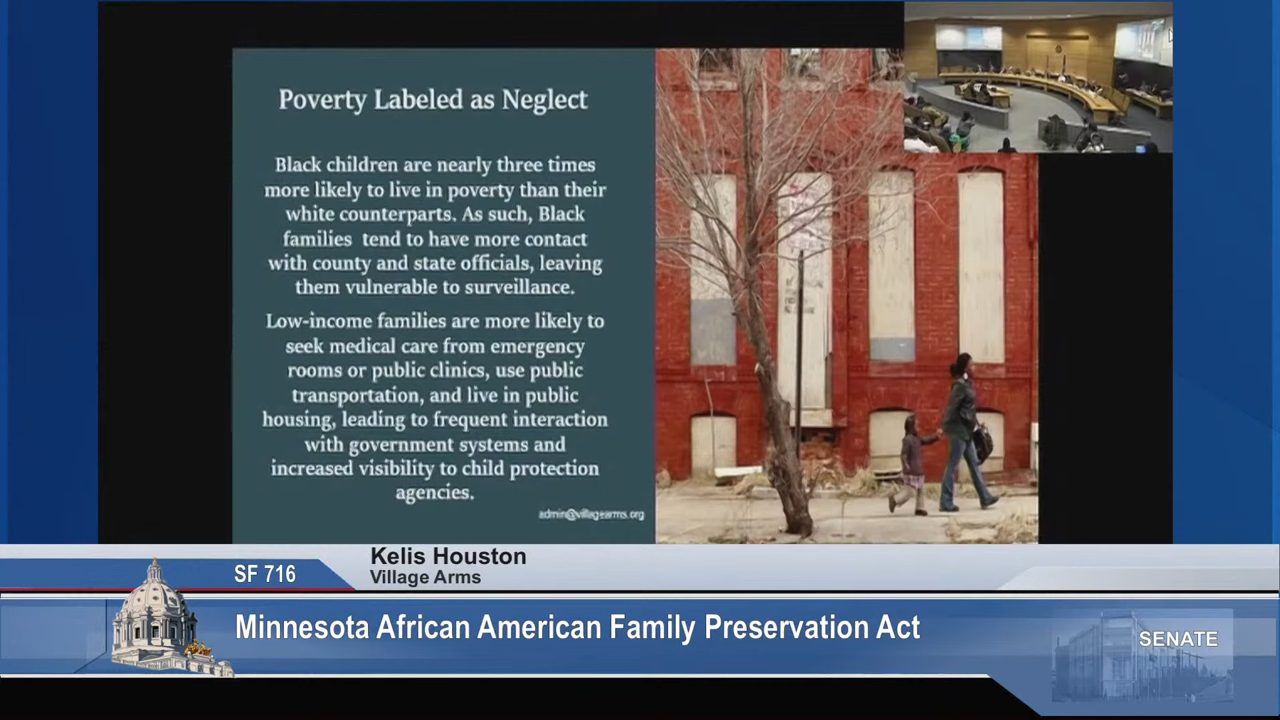 Poverty Labeled as Neglect
Black children are nearly three times
more likely to live in poverty than their
white counterparts. As such, Black
families tend to have more contact
with county and state officials, leaving
them vulnerable to surveillance.
Low-income families are more likely to
seek medical care from emergency
rooms or public clinics, use public
transportation, and live in public
housing, leading to frequent interaction
with government systems and
increased visibility to child protection
agencies.
admin@villagearms.org
Kelis Houston
Village Arms
SF 716
Minnesota African American Family Preservation Act
SENATE